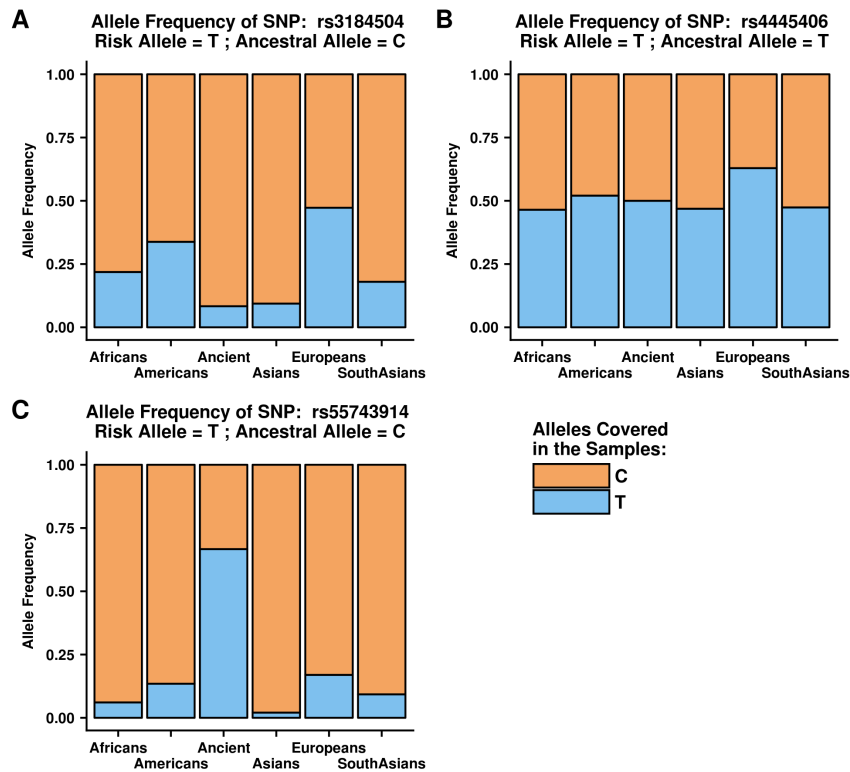 A
Allele Frequency of SNP:  rs3184504
Risk Allele = T ; Ancestral Allele = C
Allele Frequency
1.00
0.75
0.50
0.25
0.00
Africans
Americans
Ancient
Asians
Europeans
SouthAsians
B
Allele Frequency of SNP:  rs4445406
Risk Allele = T ; Ancestral Allele = T
Allele Frequency
1.00
0.75
0.50
0.25
0.00
Africans
Americans
Ancient
Asians
Europeans
SouthAsians
C
Allele Frequency of SNP:  rs55743914
Risk Allele = T ; Ancestral Allele = C
Allele Frequency
1.00
0.75
0.50
0.25
0.00
Africans
Americans
Ancient
Asians
Europeans
SouthAsians
Alleles Covered
in the Samples:
C
T